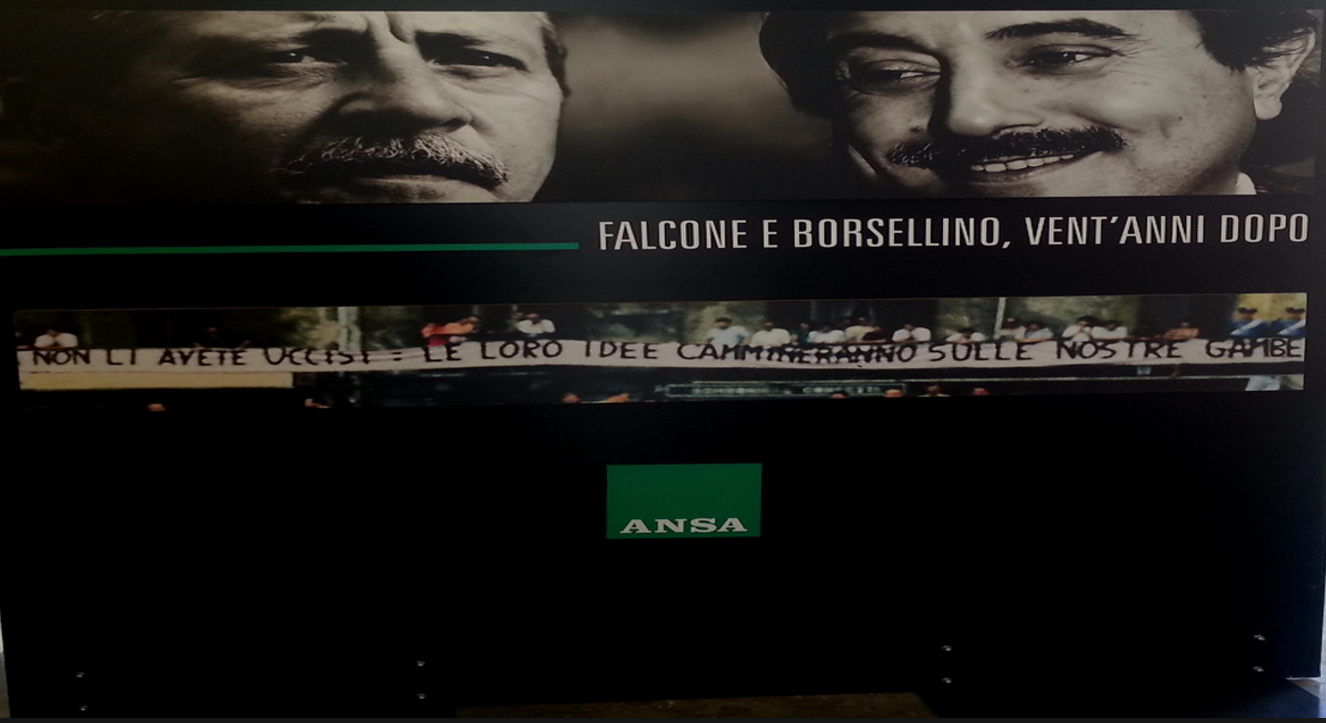 FALCONE E BORSELLINO, VENT'ANNI DOPO
NON LI AVETE UCCISI: LE LORO IDEE CAMMINERANNO SULLE NOSTRE GAMBE
ANSA